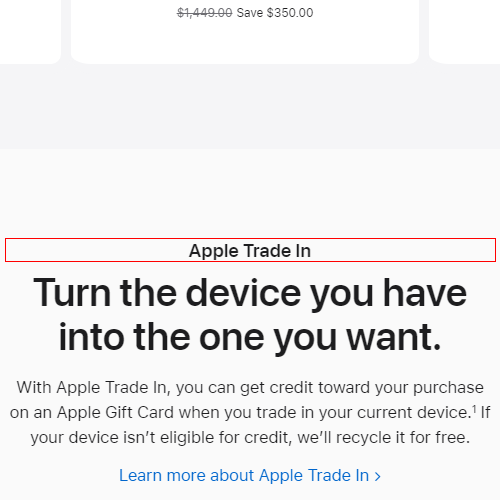 $1,449.00 Save $350.00
Apple Trade In
Turn the device you have
into the one you want.
With Apple Trade In, you can get credit toward your purchase
on an Apple Gift Card when you trade in your current device.¹ If
your device isn’t eligible for credit, we’ll recycle it for free.
Learn more about Apple Trade In >